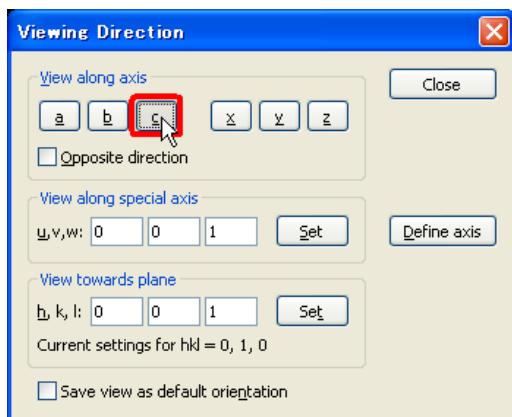 Viewing Direction
View along axis
Close
a b c x y z
Opposite direction
View along special axis
u,v,w: 0 0 1 Set
Define axis
View towards plane
h, k, l: 0 0 1 Set
Current settings for hkl = 0, 1, 0
Save view as default orientation